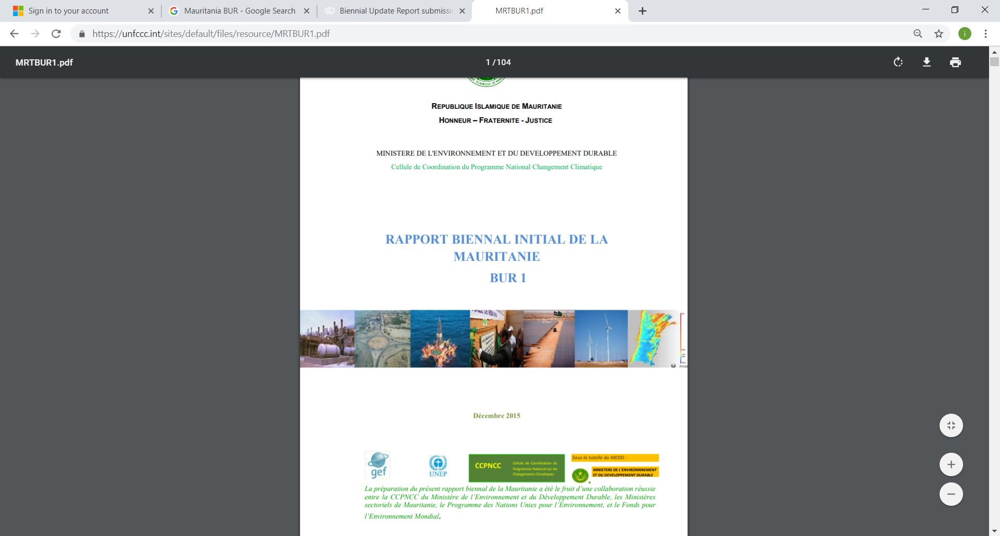 Sign in to your account
Mauritania BUR - Google Search
Biennial Update Report submissi
MRTBUR1.pdf
https://unfccc.int/sites/default/files/resource/MRTBUR1.pdf
i
MRTBUR1.pdf
1 / 104
REPUBLIQUE ISLAMIQUE DE MAURITANIE
HONNEUR – FRATERNITE - JUSTICE
MINISTERE DE L'ENVIRONNEMENT ET DU DEVELOPPEMENT DURABLE
Cellule de Coordination du Programme National Changement Climatique
RAPPORT BIENNAL INITIAL DE LA
MAURITANIE
BUR 1
Décembre 2015
gef
UNEP
CCPNCC
Cellule de Coordination du
Programme National sur les
Changements Climatiques
Sous la tutelle du MEDD :
MINISTERE DE L'ENVIRONNNEMENT
ET DU DEVELOPPEMENT DURABLE
La préparation du présent rapport biennal de la Mauritanie a été le fruit d'une collaboration réussie
entre la CCPNCC du Ministère de l'Environnement et du Développement Durable, les Ministères
sectoriels de Mauritanie, le Programme des Nations Unies pour l'Environnement, et le Fonds pour
l'Environnement Mondial.